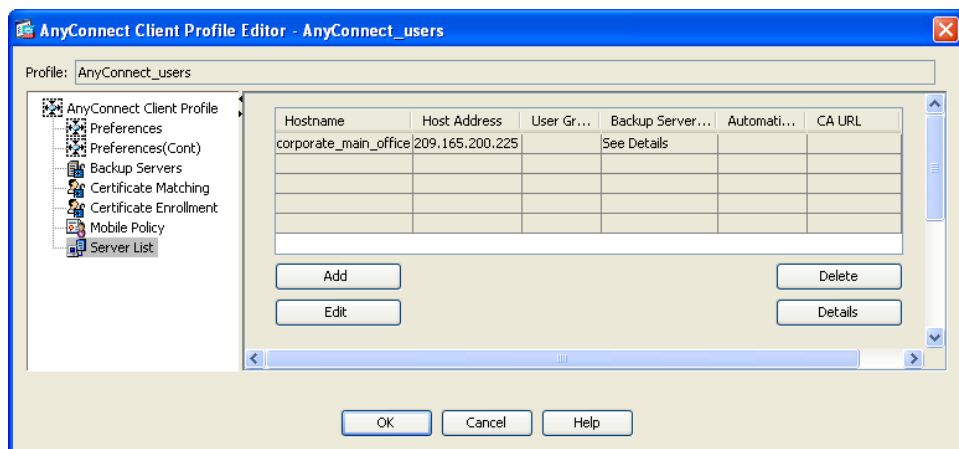 AnyConnect Client Profile Editor - AnyConnect_users
Profile: AnyConnect_users
AnyConnect Client Profile
Preferences
Preferences(Cont)
Backup Servers
Certificate Matching
Certificate Enrollment
Mobile Policy
Server List
Hostname Host Address User Gr... Backup Server... Automati... CA URL
corporate_main_office 209.165.200.225 See Details
Add Delete
Edit Details
OK Cancel Help